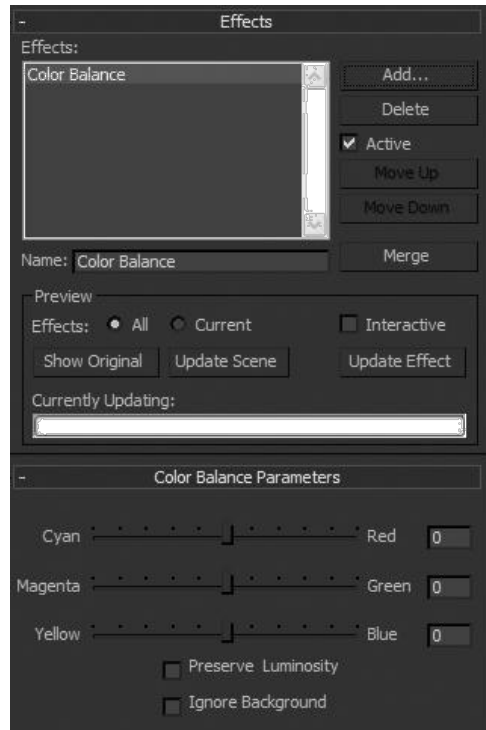 - Effects
Effects:
Color Balance
Add...
Delete
Active
Move Up
Move Down
Name: Color Balance
Merge
Preview
Effects: All Current Interactive
Show Original Update Scene Update Effect
Currently Updating:
- Color Balance Parameters
Cyan Red 0
Magenta Green 0
Yellow Blue 0
Preserve Luminosity
Ignore Background